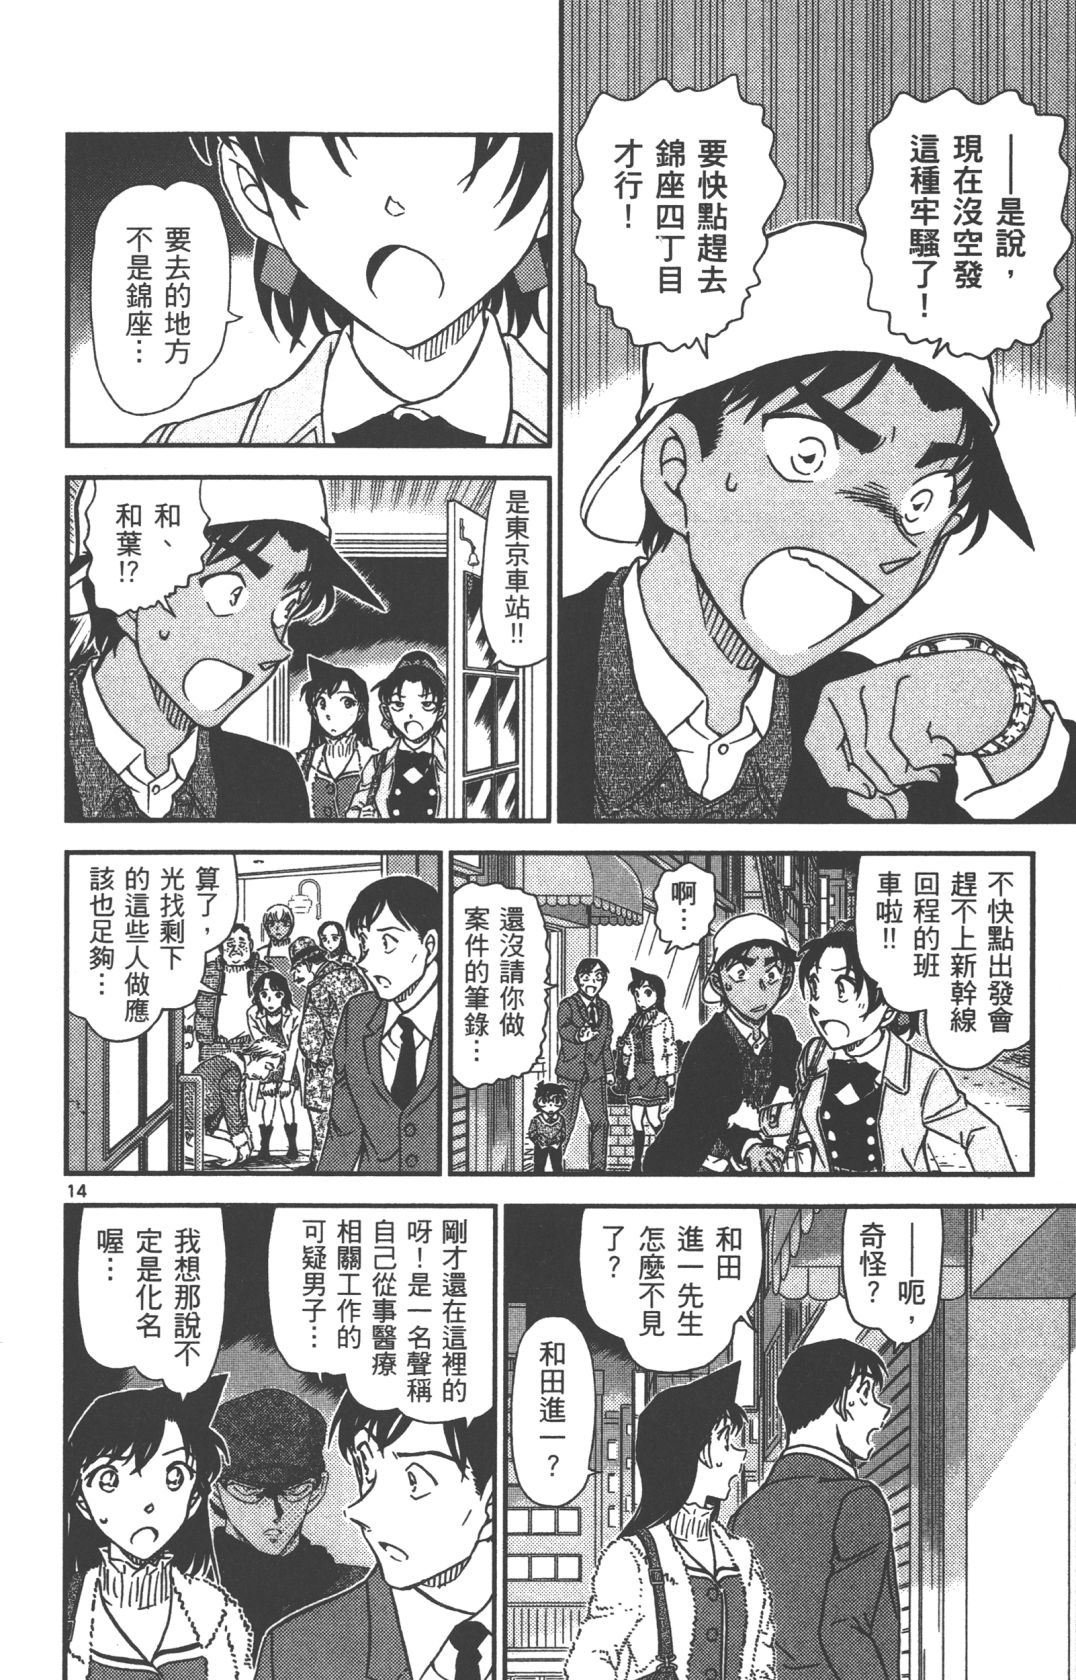 ——是說，
現在沒空發
這種牢騷了！
要快點趕去
錦座四丁目
才行！
要去的地方
不是錦座…
是東京車站!!
和、
和葉!?
不快點出發會
趕不上新幹線
回程的班
車啦!!
啊…
還沒請你做
案件的筆錄…
算了，
光找剩下
的這些人做應
該也足夠…
14
——呃，
奇怪？
和田
進一先生
怎麼不見
了？
和田進一？
剛才還在這裡的
呀！是一名聲稱
自己從事醫療
相關工作的
可疑男子…
我想那說不
定是化名
喔…